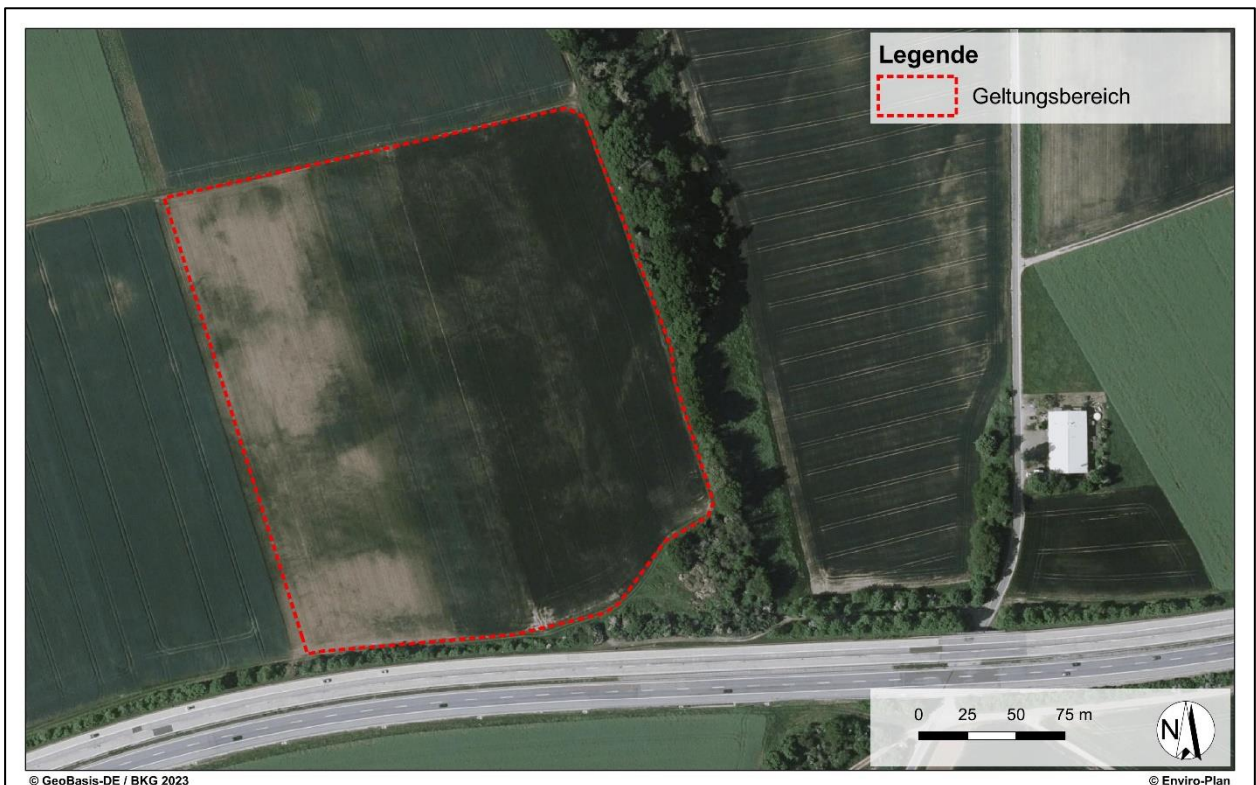 Legende
Geltungsbereich
0 25 50 75 m
N
© GeoBasis-DE / BKG 2023
© Enviro-Plan